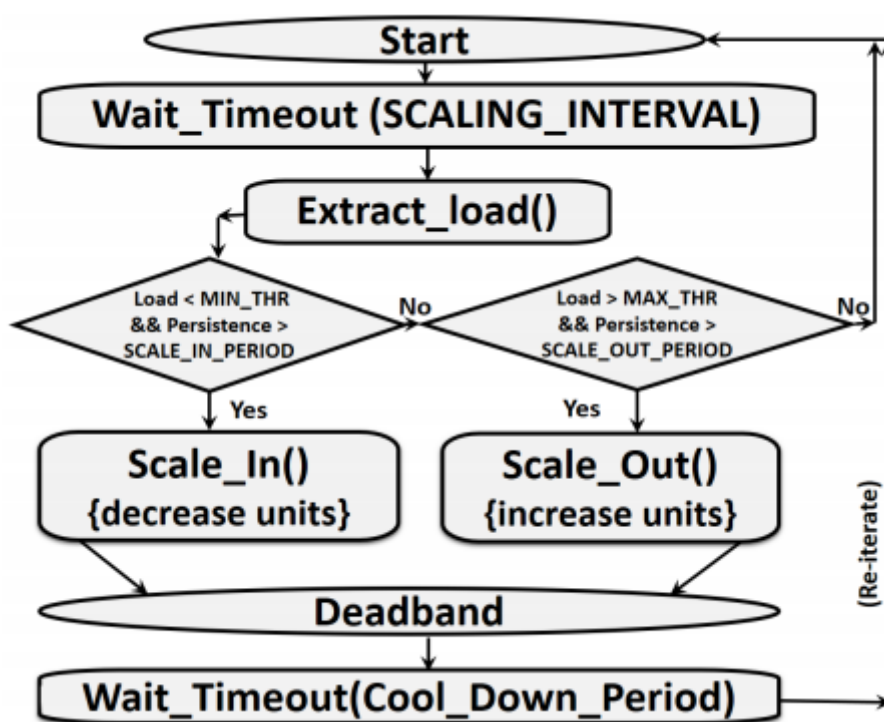 Start
Wait_Timeout (SCALING_INTERVAL)
Extract_load()
Load < MIN_THR
&& Persistence >
SCALE_IN_PERIOD
No
Load > MAX_THR
&& Persistence >
SCALE_OUT_PERIOD
No
Yes
Yes
Scale_In()
{decrease units}
Scale_Out()
{increase units}
(Re-iterate)
Deadband
Wait_Timeout(Cool_Down_Period)